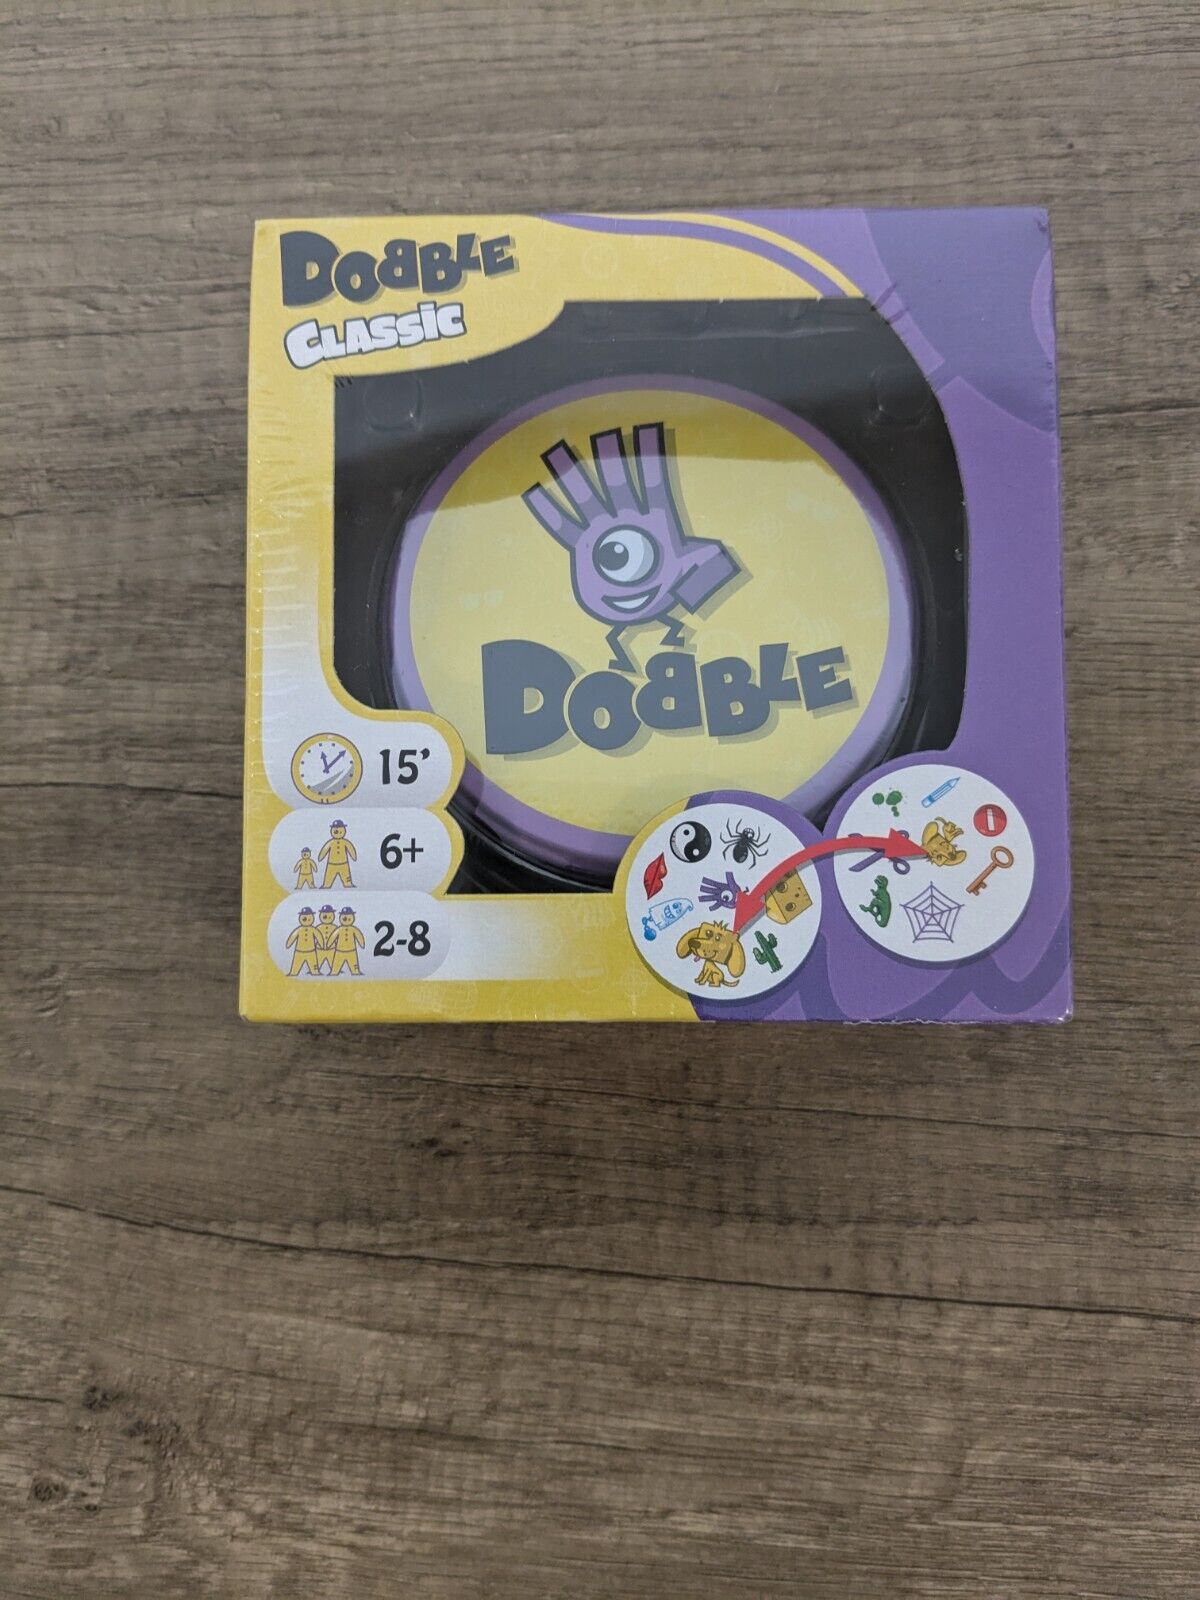 DOBBLE
CLASSIC
DOBBLE
15'
6+
2-8